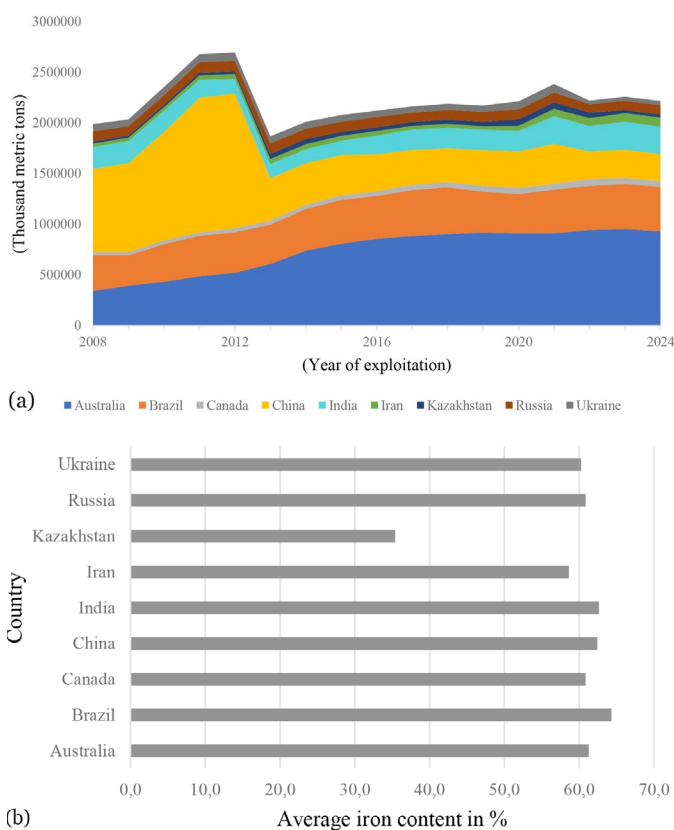 3000000
2500000
2000000
1500000
1000000
500000
0
(Thousand metric tons)
2008 2012 2016 2020 2024
(Year of exploitation)
(a)
Australia Brazil Canada China India Iran Kazakhstan Russia Ukraine
Ukraine
Russia
Kazakhstan
Iran
India
China
Canada
Brazil
Australia
Country
0,0 10,0 20,0 30,0 40,0 50,0 60,0 70,0
Average iron content in %
(b)